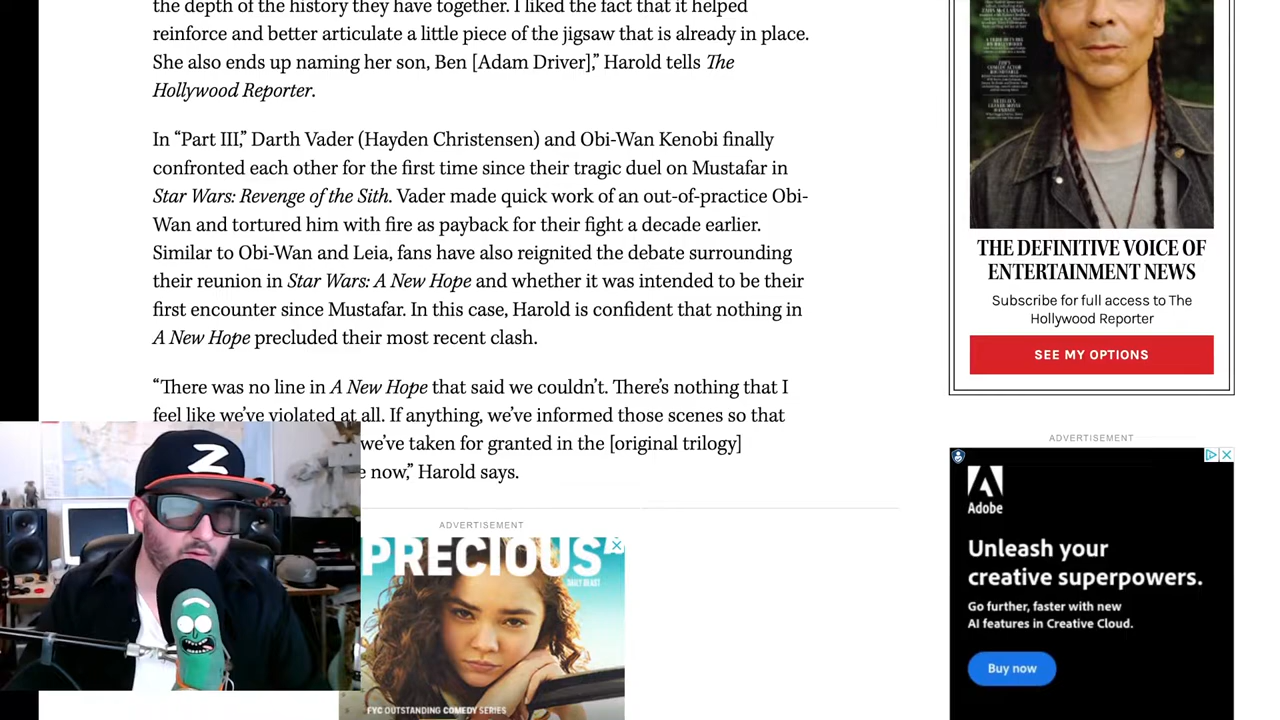 the depth of the history they have together. I liked the fact that it helped
reinforce and better articulate a little piece of the jigsaw that is already in place.
She also ends up naming her son, Ben [Adam Driver],” Harold tells The
Hollywood Reporter.
In “Part III,” Darth Vader (Hayden Christensen) and Obi-Wan Kenobi finally
confronted each other for the first time since their tragic duel on Mustafar in
Star Wars: Revenge of the Sith. Vader made quick work of an out-of-practice Obi-
Wan and tortured him with fire as payback for their fight a decade earlier.
Similar to Obi-Wan and Leia, fans have also reignited the debate surrounding
their reunion in Star Wars: A New Hope and whether it was intended to be their
first encounter since Mustafar. In this case, Harold is confident that nothing in
A New Hope precluded their most recent clash.
“There was no line in A New Hope that said we couldn’t. There’s nothing that I
feel like we’ve violated at all. If anything, we’ve informed those scenes so that
we’ve taken for granted in the [original trilogy]
now,” Harold says.
ADVERTISEMENT
PRECIOUS
DAILY BEAST
FYC OUTSTANDING COMEDY SERIES
Z
THE DEFINITIVE VOICE OF
ENTERTAINMENT NEWS
Subscribe for full access to The
Hollywood Reporter
SEE MY OPTIONS
ADVERTISEMENT
Adobe
Unleash your
creative superpowers.
Go further, faster with new
AI features in Creative Cloud.
Buy now